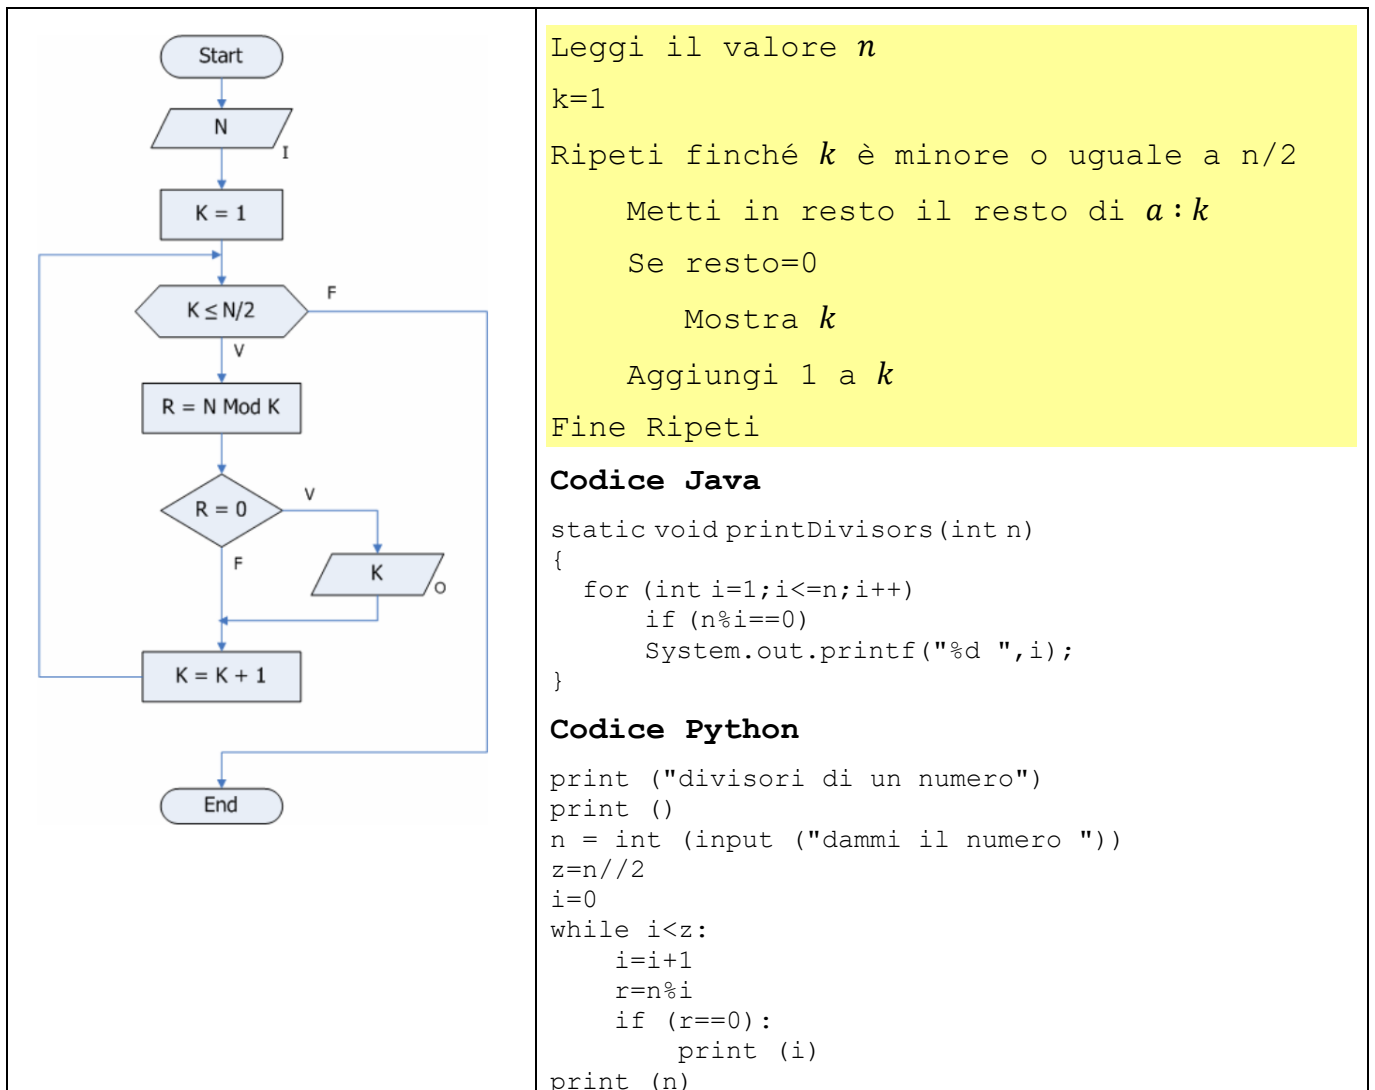 Start
N
I
K = 1
K ≤ N/2
F
V
R = N Mod K
R = 0
V
F
K
O
K = K + 1
End
Leggi il valore n
k=1
Ripeti finché k è minore o uguale a n/2
Metti in resto il resto di a:k
Se resto=0
Mostra k
Aggiungi 1 a k
Fine Ripeti
Codice Java
static void printDivisors(int n)
{
for (int i=1;i<=n;i++)
if (n%i==0)
System.out.printf("%d ",i);
}
Codice Python
print ("divisori di un numero")
print ()
n = int (input ("dammi il numero "))
z=n//2
i=0
while i<z:
i=i+1
r=n%i
if (r==0):
print (i)
print (n)